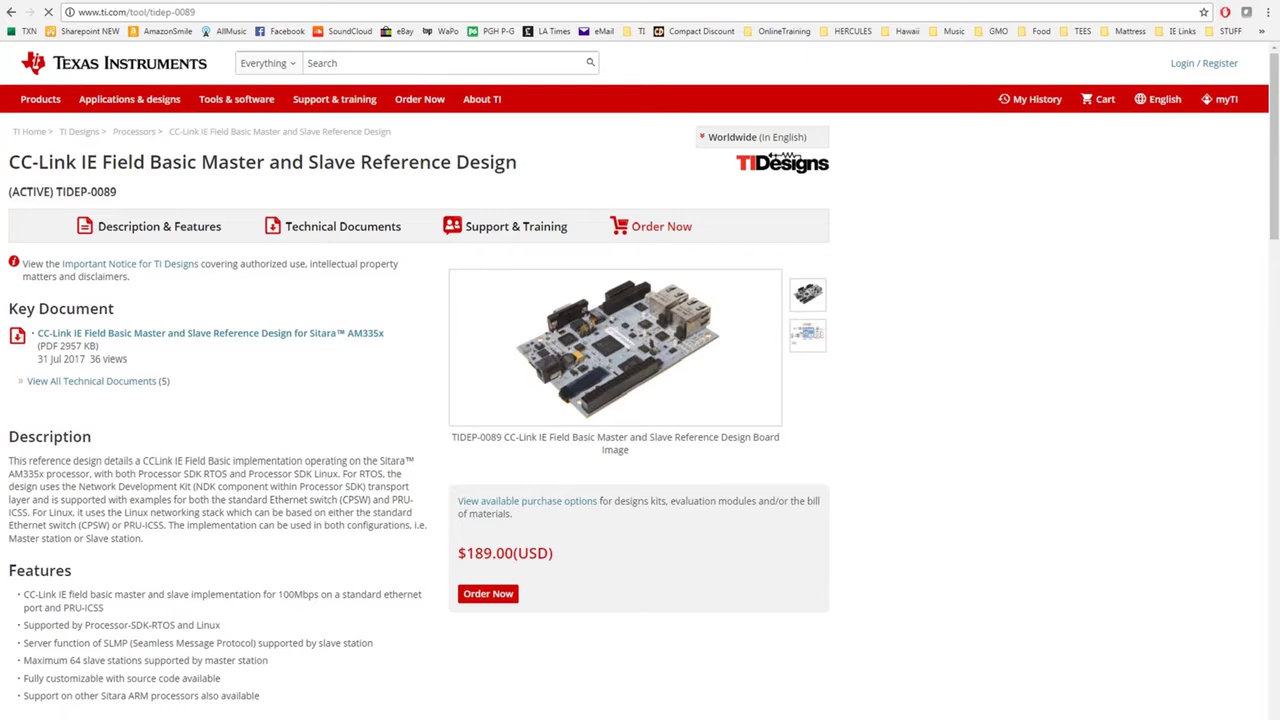 www.ti.com/tool/tidep-0089
TXN Sharepoint NEW AmazonSmile AllMusic Facebook SoundCloud eBay WaPo PGH P-G LA Times eMail TI Compact Discount OnlineTraining HERCULES Hawaii Music GMO Food TEES Mattress IE Links STUFF »
TEXAS INSTRUMENTS Everything Search Login / Register
Products Applications & designs Tools & software Support & training Order Now About TI My History Cart English myTI
TI Home > TI Designs > Processors > CC-Link IE Field Basic Master and Slave Reference Design
Worldwide (In English)
CC-Link IE Field Basic Master and Slave Reference Design
TIDesigns
(ACTIVE) TIDEP-0089
Description & Features Technical Documents Support & Training Order Now
View the Important Notice for TI Designs covering authorized use, intellectual property
matters and disclaimers.
Key Document
· CC-Link IE Field Basic Master and Slave Reference Design for Sitara™ AM335x
(PDF 2957 KB)
31 Jul 2017 36 views
» View All Technical Documents (5)
TIDEP-0089 CC-Link IE Field Basic Master and Slave Reference Design Board
Image
Description
This reference design details a CCLink IE Field Basic implementation operating on the Sitara™
AM335x processor, with both Processor SDK RTOS and Processor SDK Linux. For RTOS, the
design uses the Network Development Kit (NDK component within Processor SDK) transport
layer and is supported with examples for both the standard Ethernet switch (CPSW) and PRU-
ICSS. For Linux, it uses the Linux networking stack which can be based on either the standard
Ethernet switch (CPSW) or PRU-ICSS. The implementation can be used in both configurations, i.e.
Master station or Slave station.
View available purchase options for designs kits, evaluation modules and/or the bill
of materials.
$189.00(USD)
Order Now
Features
· CC-Link IE field basic master and slave implementation for 100Mbps on a standard ethernet
port and PRU-ICSS
· Supported by Processor-SDK-RTOS and Linux
· Server function of SLMP (Seamless Message Protocol) supported by slave station
· Maximum 64 slave stations supported by master station
· Fully customizable with source code available
· Support on other Sitara ARM processors also available